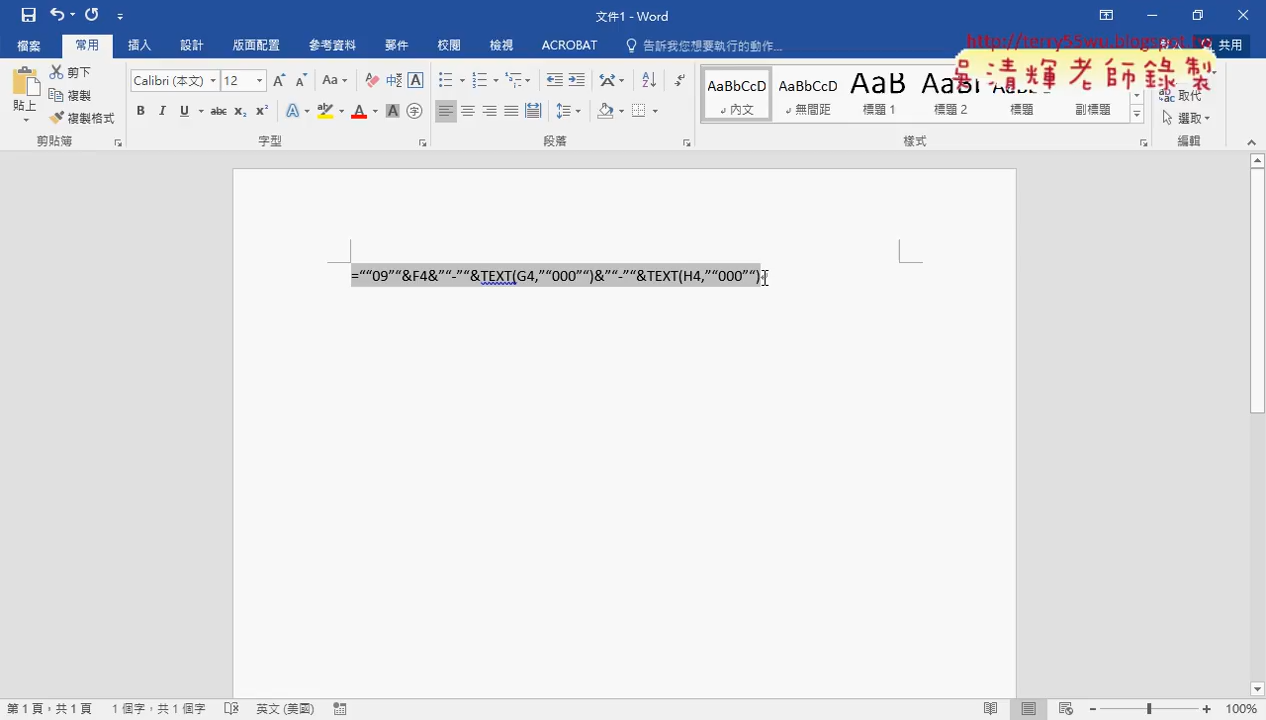 文件1 - Word
http://terry55wu.blogspot
吳清輝老師錄製
檔案 常用 插入 設計 版面配置 參考資料 郵件 校閱 檢視 ACROBAT 告訴我您想要執行的動作... 共用
貼上 剪下 複製 複製格式
Calibri (本文) 12
AaBbCcD AaBbCcD AaB AaBl
↲ 內文 ↲ 無間距 標題 1 標題 2 標題 副標題
取代
選取
剪貼簿 字型 段落 樣式 編輯
=““09”“&F4&”“-”“&TEXT(G4,”“000”“)&”“-”“&TEXT(H4,”“000”“)
第 1 頁，共 1 頁 1 個字，共 1 個字 英文 (美國) 100%